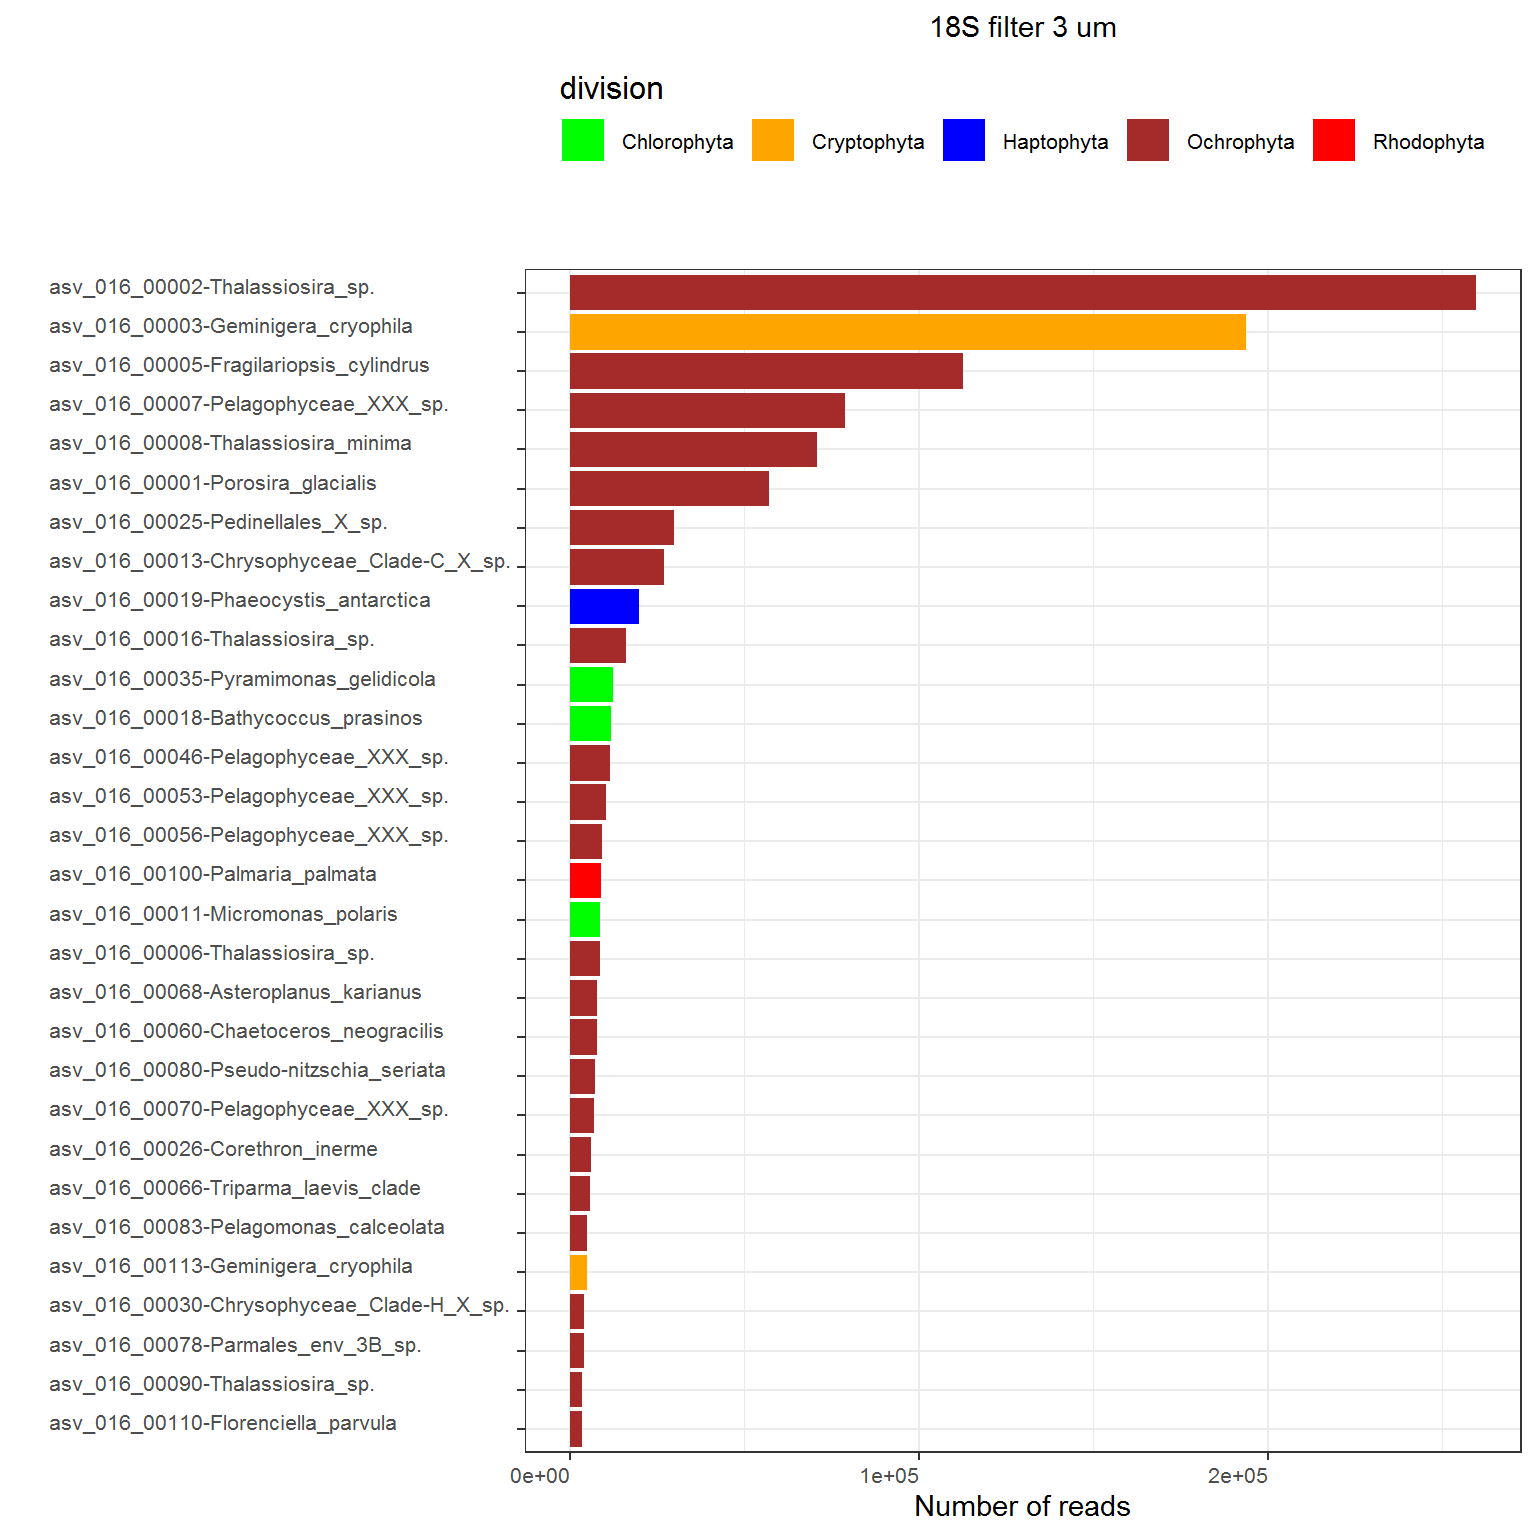 18S filter 3 um
division
Chlorophyta Cryptophyta Haptophyta Ochrophyta Rhodophyta
asv_016_00002-Thalassiosira_sp.
asv_016_00003-Geminigera_cryophila
asv_016_00005-Fragilariopsis_cylindrus
asv_016_00007-Pelagophyceae_XXX_sp.
asv_016_00008-Thalassiosira_minima
asv_016_00001-Porosira_glacialis
asv_016_00025-Pedinellales_X_sp.
asv_016_00013-Chrysophyceae_Clade-C_X_sp.
asv_016_00019-Phaeocystis_antarctica
asv_016_00016-Thalassiosira_sp.
asv_016_00035-Pyramimonas_gelidicola
asv_016_00018-Bathycoccus_prasinos
asv_016_00046-Pelagophyceae_XXX_sp.
asv_016_00053-Pelagophyceae_XXX_sp.
asv_016_00056-Pelagophyceae_XXX_sp.
asv_016_00100-Palmaria_palmata
asv_016_00011-Micromonas_polaris
asv_016_00006-Thalassiosira_sp.
asv_016_00068-Asteroplanus_karianus
asv_016_00060-Chaetoceros_neogracilis
asv_016_00080-Pseudo-nitzschia_seriata
asv_016_00070-Pelagophyceae_XXX_sp.
asv_016_00026-Corethron_inerme
asv_016_00066-Triparma_laevis_clade
asv_016_00083-Pelagomonas_calceolata
asv_016_00113-Geminigera_cryophila
asv_016_00030-Chrysophyceae_Clade-H_X_sp.
asv_016_00078-Parmales_env_3B_sp.
asv_016_00090-Thalassiosira_sp.
asv_016_00110-Florenciella_parvula
0e+00 1e+05 2e+05
Number of reads